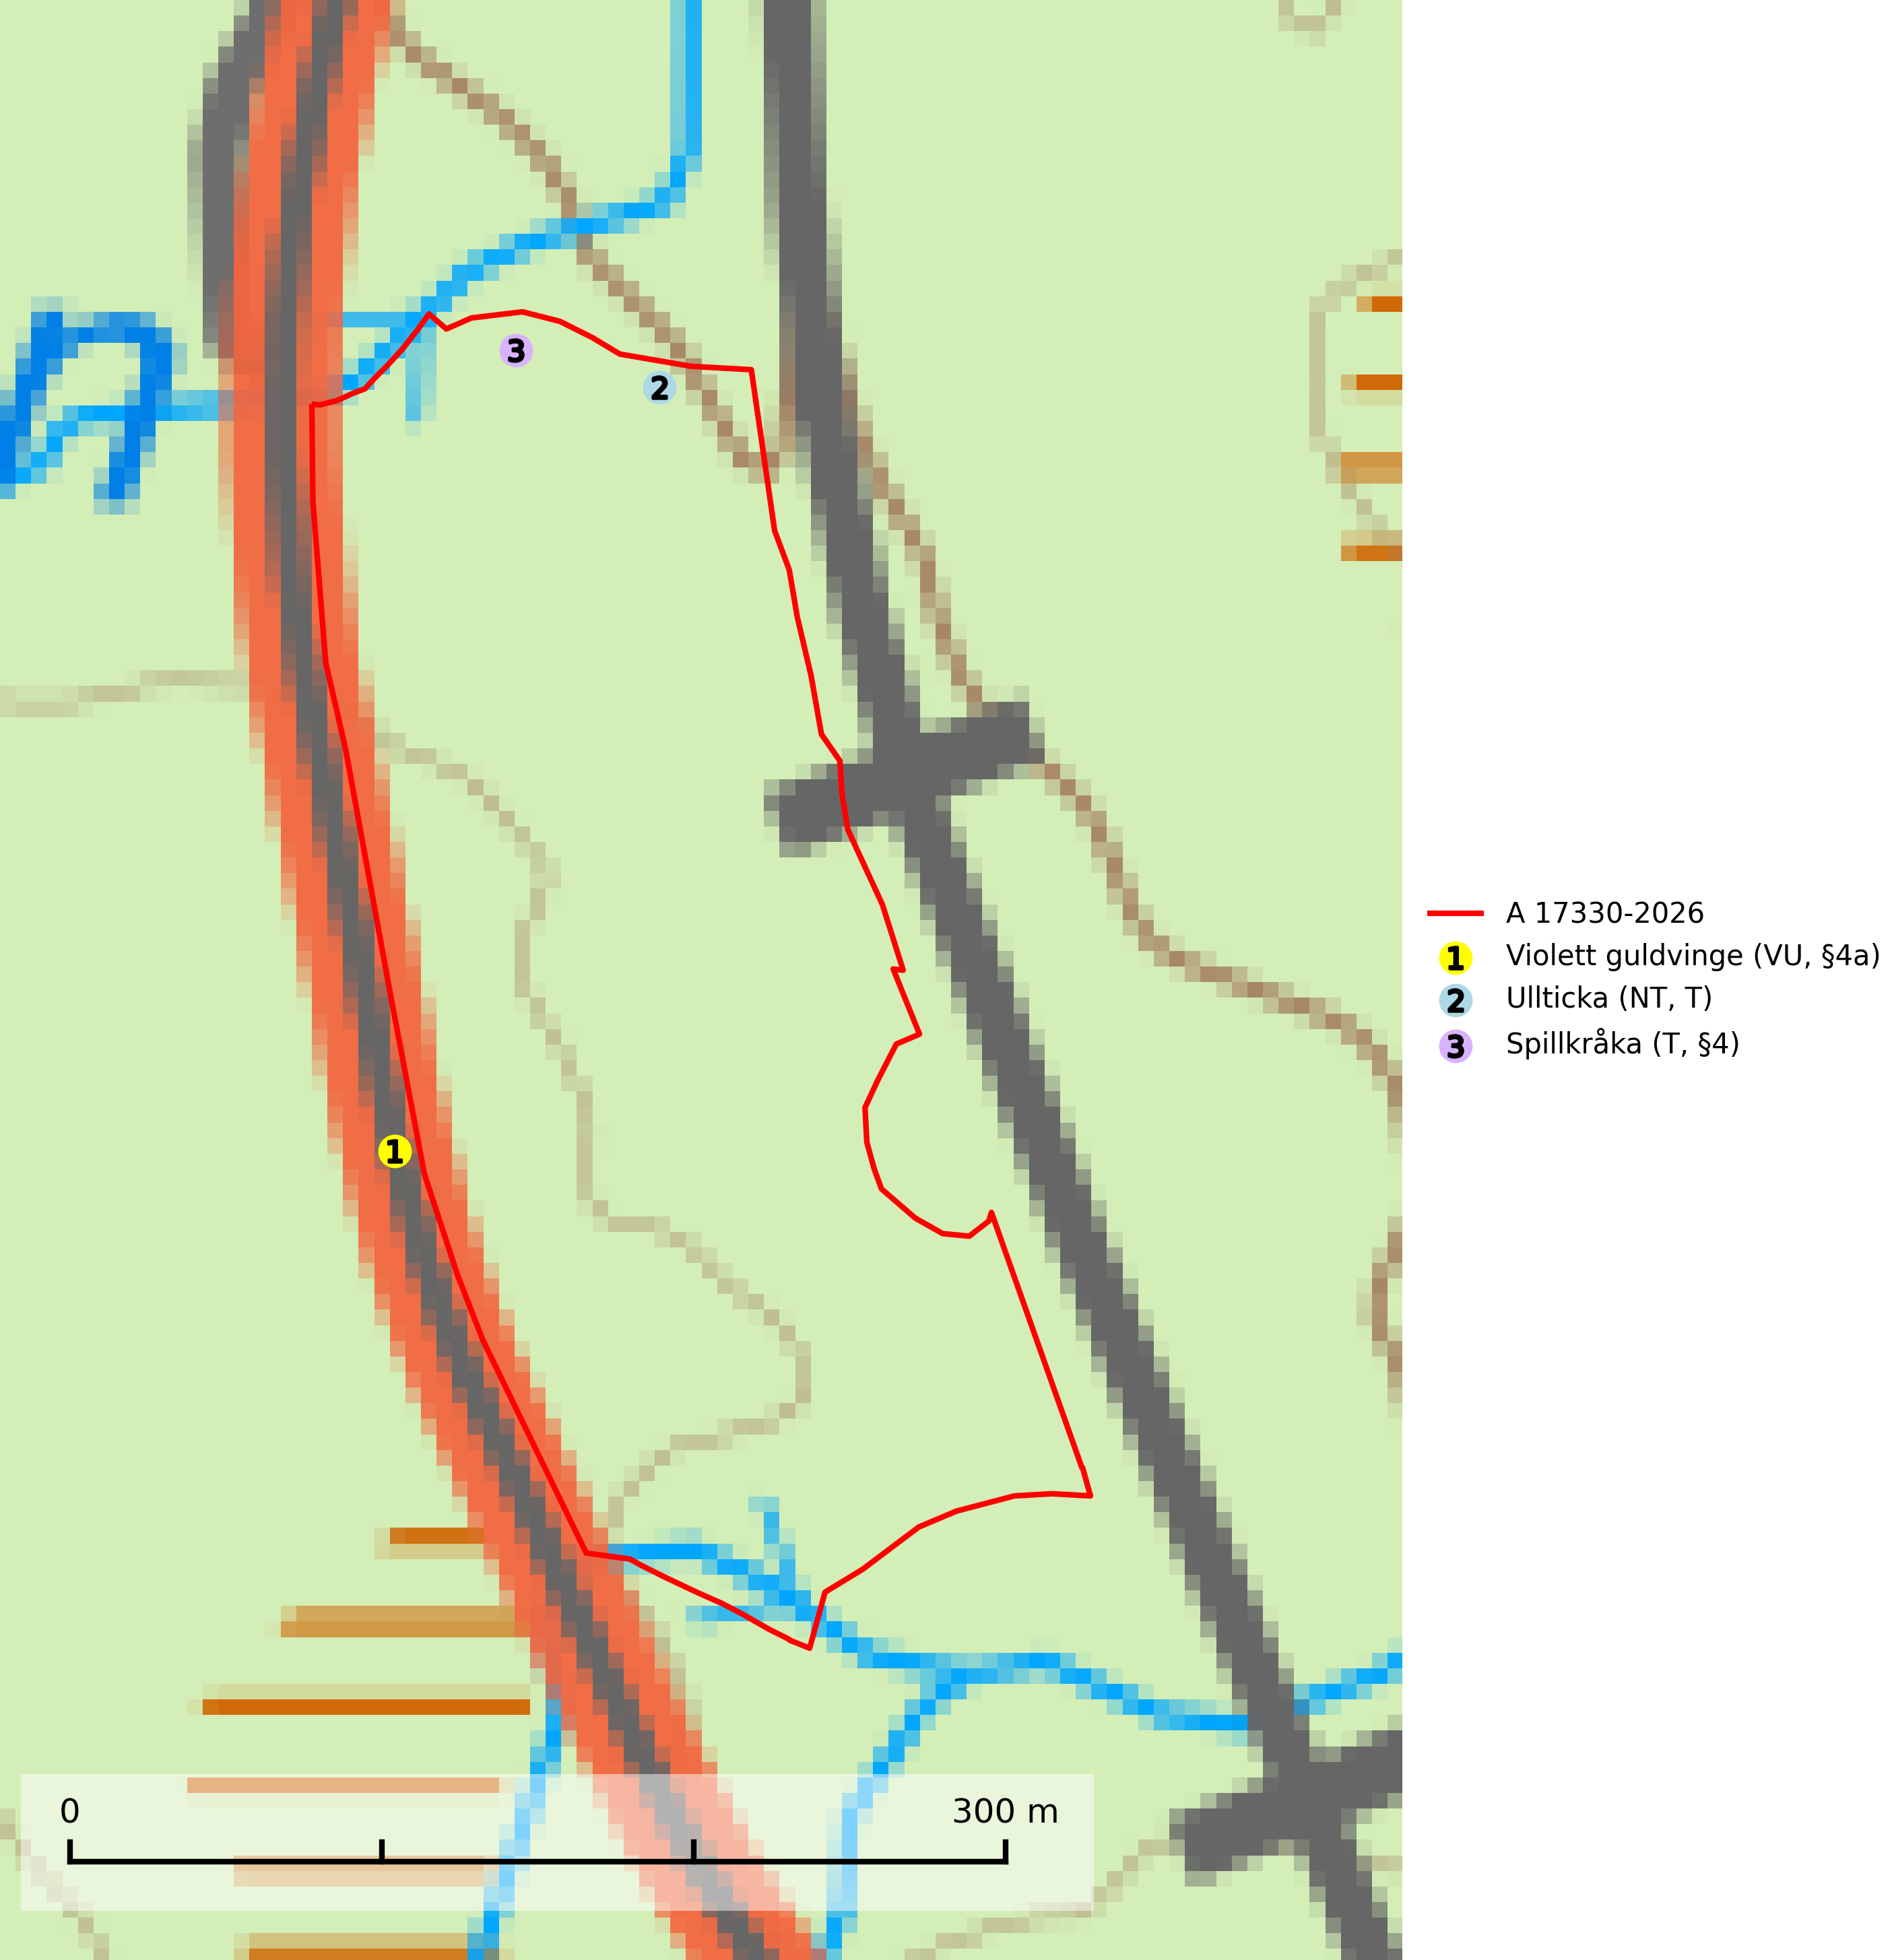 3
2
1
A 17330-2026
1 Violett guldvinge (VU, §4a)
2 Ullticka (NT, T)
3 Spillkråka (T, §4)
0 300 m